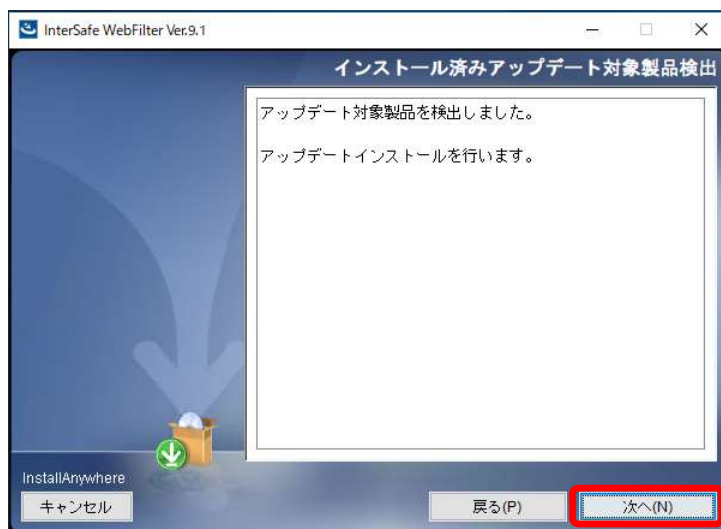 InterSafe WebFilter Ver.9.1
インストール済みアップデート対象製品検出
アップデート対象製品を検出しました。
アップデートインストールを行います。
InstallAnywhere
キャンセル
戻る(P)
次へ(N)